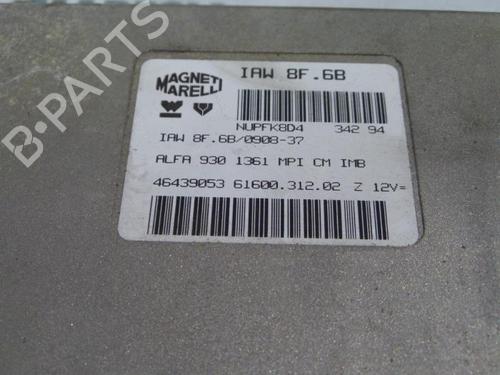 MAGNETI
MARELLI
IAW 8F.6B
NUPFK8D4 342 94
IAW 8F.6B/0908-37
ALFA 930 1361 MPI CM IMB
46439053 61600.312.02 Z 12V=
B-PARTS